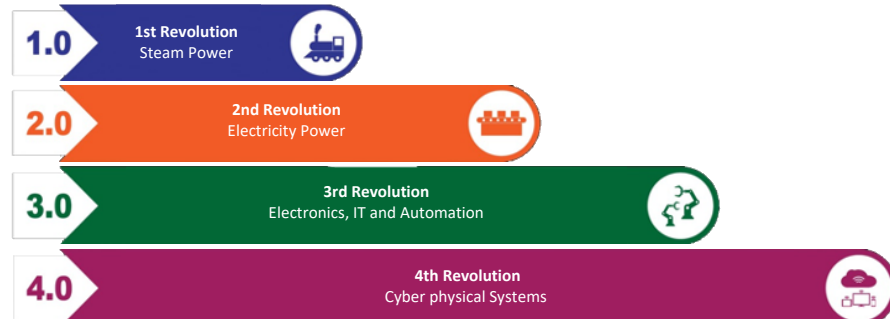 1.0
1st Revolution
Steam Power
2.0
2nd Revolution
Electricity Power
3.0
3rd Revolution
Electronics, IT and Automation
4.0
4th Revolution
Cyber physical Systems